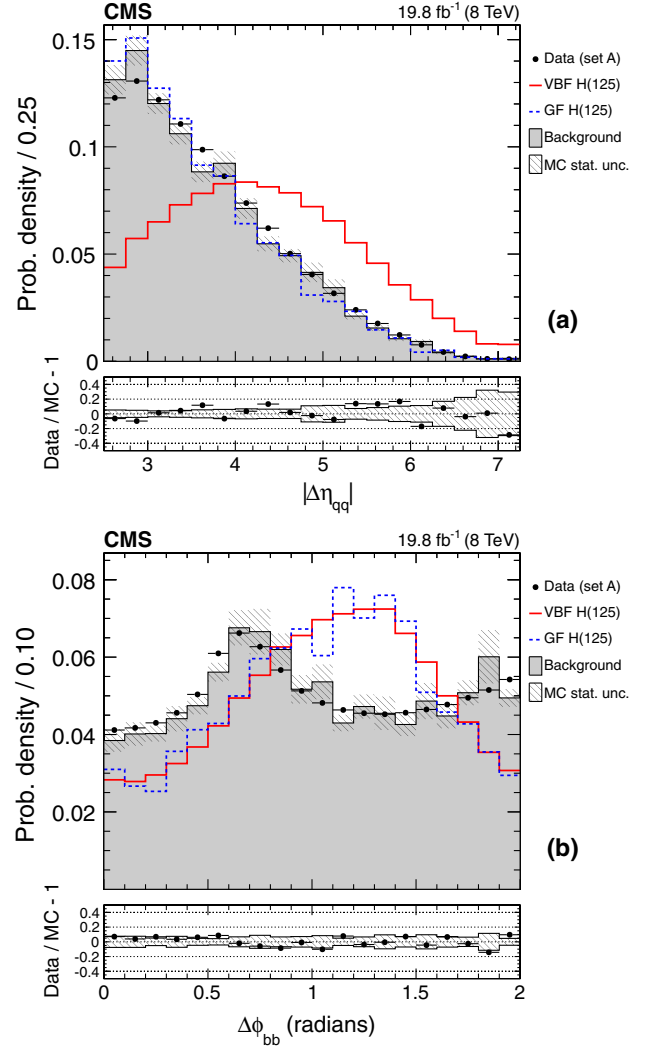 CMS 19.8 fb⁻¹ (8 TeV)
0.15
0.1
0.05
0
Prob. density / 0.25
Data (set A)
VBF H(125)
GF H(125)
Background
MC stat. unc.
(a)
Data / MC - 1
0.4
0.2
0
-0.2
-0.4
3 4 5 6 7
|Δη_qq|
CMS 19.8 fb⁻¹ (8 TeV)
0.08
0.06
0.04
0.02
Prob. density / 0.10
Data (set A)
VBF H(125)
GF H(125)
Background
MC stat. unc.
(b)
Data / MC - 1
0.4
0.2
0
-0.2
-0.4
0 0.5 1 1.5 2
Δϕ_bb (radians)